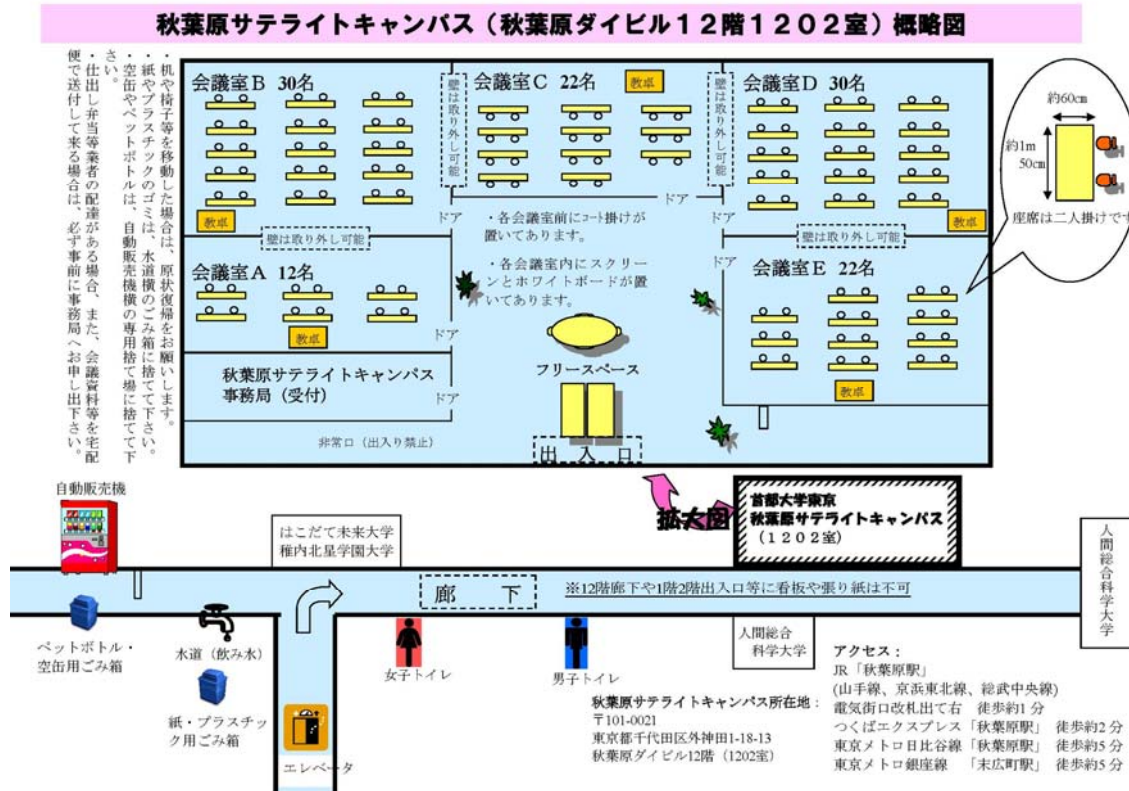 秋葉原サテライトキャンパス（秋葉原ダイビル１２階１２０２室）概略図
・机や椅子等を移動した場合は、原状復帰をお願いします。
・紙やプラスチックのゴミは、水道横のごみ箱に捨てて下さい。
・空缶やペットボトルは、自動販売機横の専用捨て場に捨てて下
さい。
・仕出し弁当等業者の配達がある場合、また、会議資料等を宅配
便で送付して来る場合は、必ず事前に事務局へお申し出下さい。
会議室B 30名
教卓
壁は取り外し可能
会議室C 22名
教卓
壁は取り外し可能
会議室D 30名
教卓
約60㎝
約1m
50㎝
座席は二人掛けです
ドア
ドア
ドア
・各会議室前にｺｰﾄ掛けが
置いてあります。
・各会議室内にスクリー
ンとホワイトボードが置
いてあります。
壁は取り外し可能
壁は取り外し可能
会議室A 12名
教卓
ドア
ドア
会議室E 22名
教卓
フリースペース
秋葉原サテライトキャンパス
事務局（受付）
ドア
非常口（出入り禁止）
出 入 口
拡大図
首都大学東京
秋葉原サテライトキャンパス
（１２０２室）
自動販売機
はこだて未来大学
稚内北星学園大学
人間総合科学大学
廊 下
※12階廊下や1階2階出入口等に看板や張り紙は不可
ペットボトル・
空缶用ごみ箱
水道（飲み水）
紙・プラスチッ
ク用ごみ箱
エレベータ
女子トイレ
男子トイレ
人間総合
科学大学
秋葉原サテライトキャンパス所在地：
〒101-0021
東京都千代田区外神田1-18-13
秋葉原ダイビル12階（1202室）
アクセス：
JR「秋葉原駅」
(山手線、京浜東北線、総武中央線)
電気街口改札出て右 徒歩約1分
つくばエクスプレス「秋葉原駅」 徒歩約2分
東京メトロ日比谷線「秋葉原駅」 徒歩約5分
東京メトロ銀座線 「末広町駅」 徒歩約5分